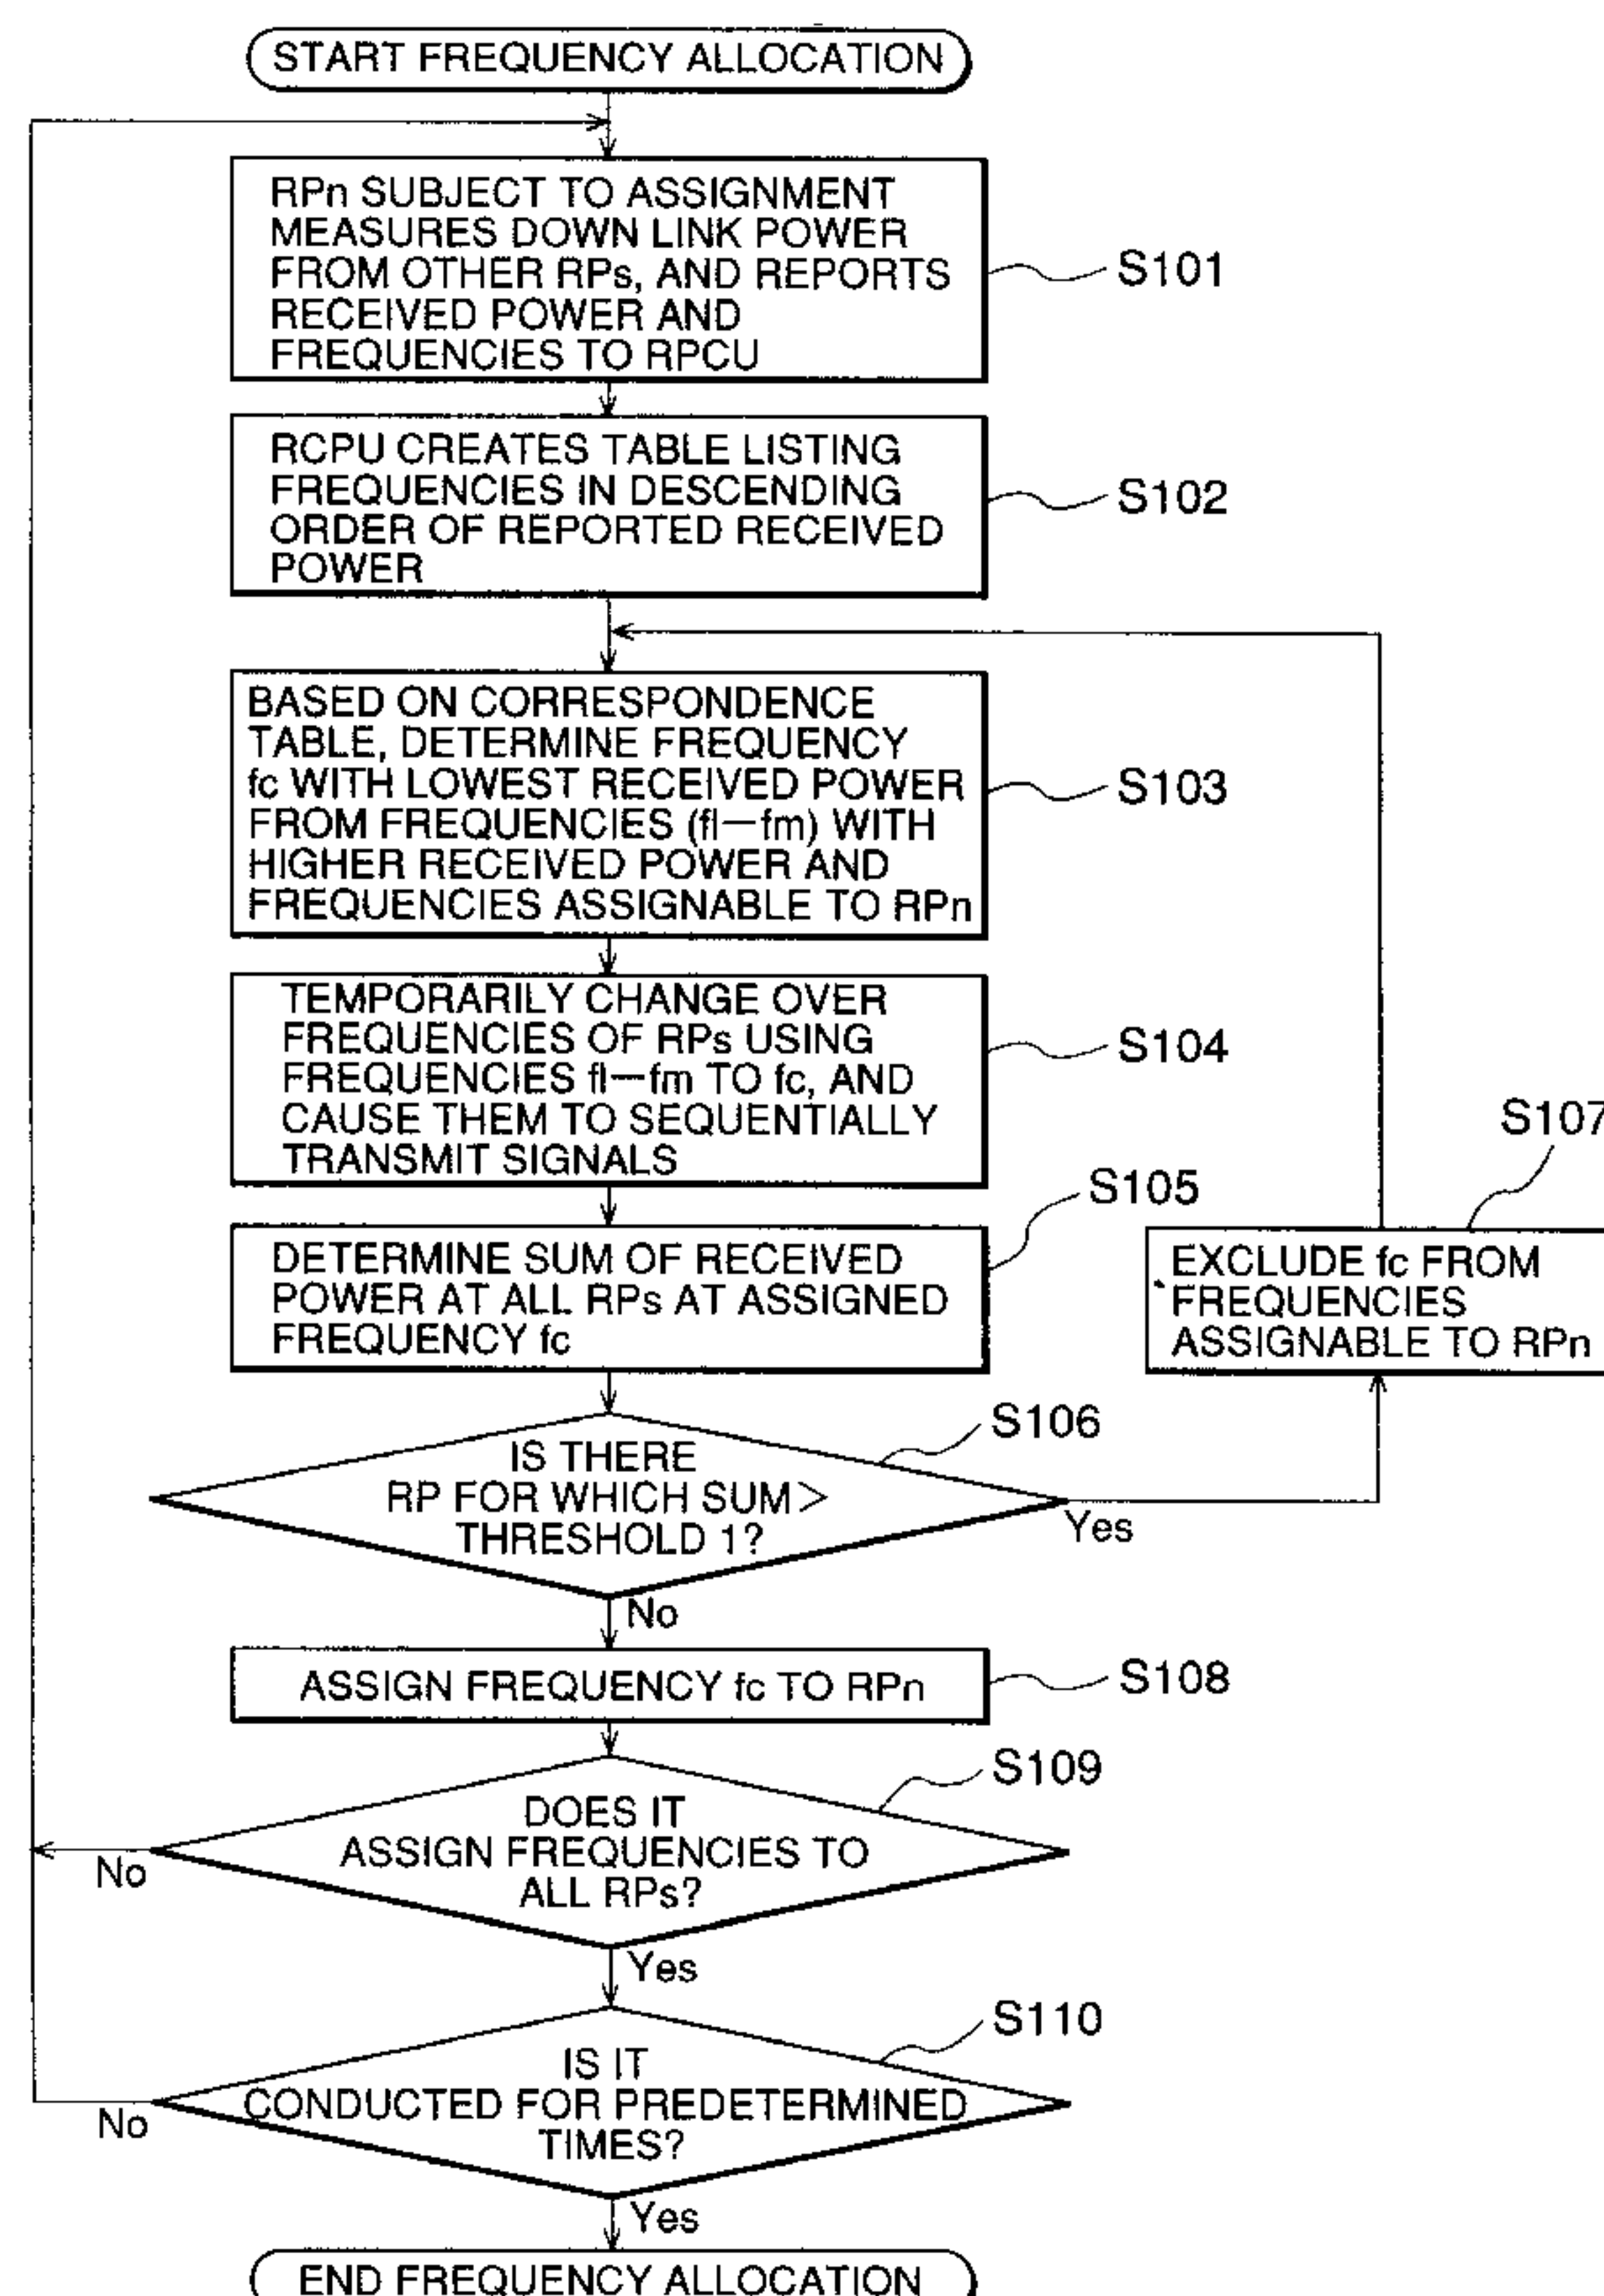 START FREQUENCY ALLOCATION
RPn SUBJECT TO ASSIGNMENT
MEASURES DOWN LINK POWER
FROM OTHER RPs, AND REPORTS
RECEIVED POWER AND
FREQUENCIES TO RPCU
S101
RCPU CREATES TABLE LISTING
FREQUENCIES IN DESCENDING
ORDER OF REPORTED RECEIVED
POWER
S102
BASED ON CORRESPONDENCE
TABLE, DETERMINE FREQUENCY
fc WITH LOWEST RECEIVED POWER
FROM FREQUENCIES (fl—fm) WITH
HIGHER RECEIVED POWER AND
FREQUENCIES ASSIGNABLE TO RPn
S103
TEMPORARILY CHANGE OVER
FREQUENCIES OF RPs USING
FREQUENCIES fl—fm TO fc, AND
CAUSE THEM TO SEQUENTIALLY
TRANSMIT SIGNALS
S104
S107
S105
DETERMINE SUM OF RECEIVED
POWER AT ALL RPs AT ASSIGNED
FREQUENCY fc
EXCLUDE fc FROM
FREQUENCIES
ASSIGNABLE TO RPn
S106
IS THERE
RP FOR WHICH SUM>
THRESHOLD 1?
Yes
No
ASSIGN FREQUENCY fc TO RPn
S108
S109
DOES IT
ASSIGN FREQUENCIES TO
ALL RPs?
No
Yes
S110
IS IT
CONDUCTED FOR PREDETERMINED
TIMES?
No
Yes
END FREQUENCY ALLOCATION